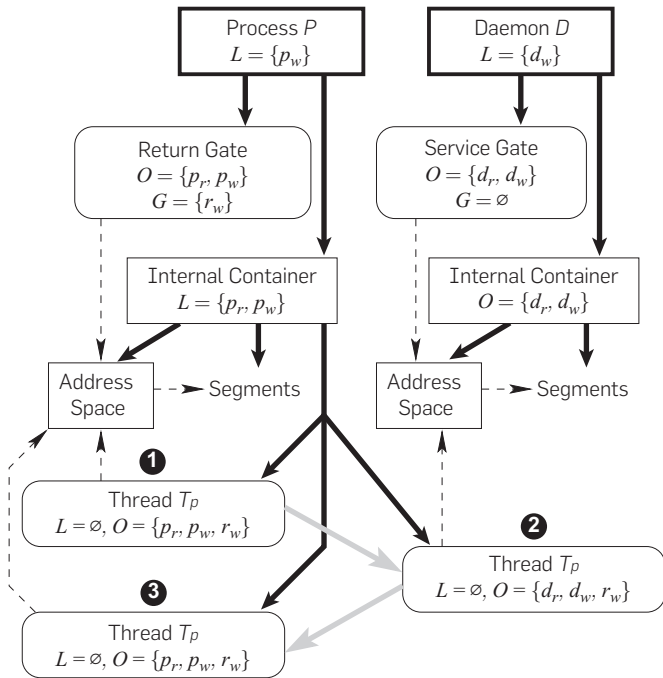 Process P
L = {p_w}
Daemon D
L = {d_w}
Return Gate
O = {p_r, p_w}
G = {r_w}
Service Gate
O = {d_r, d_w}
G = ∅
Internal Container
L = {p_r, p_w}
Internal Container
O = {d_r, d_w}
Address
Space
Segments
Address
Space
Segments
1
Thread T_P
L = ∅, O = {p_r, p_w, r_w}
2
Thread T_P
L = ∅, O = {d_r, d_w, r_w}
3
Thread T_P
L = ∅, O = {p_r, p_w, r_w}